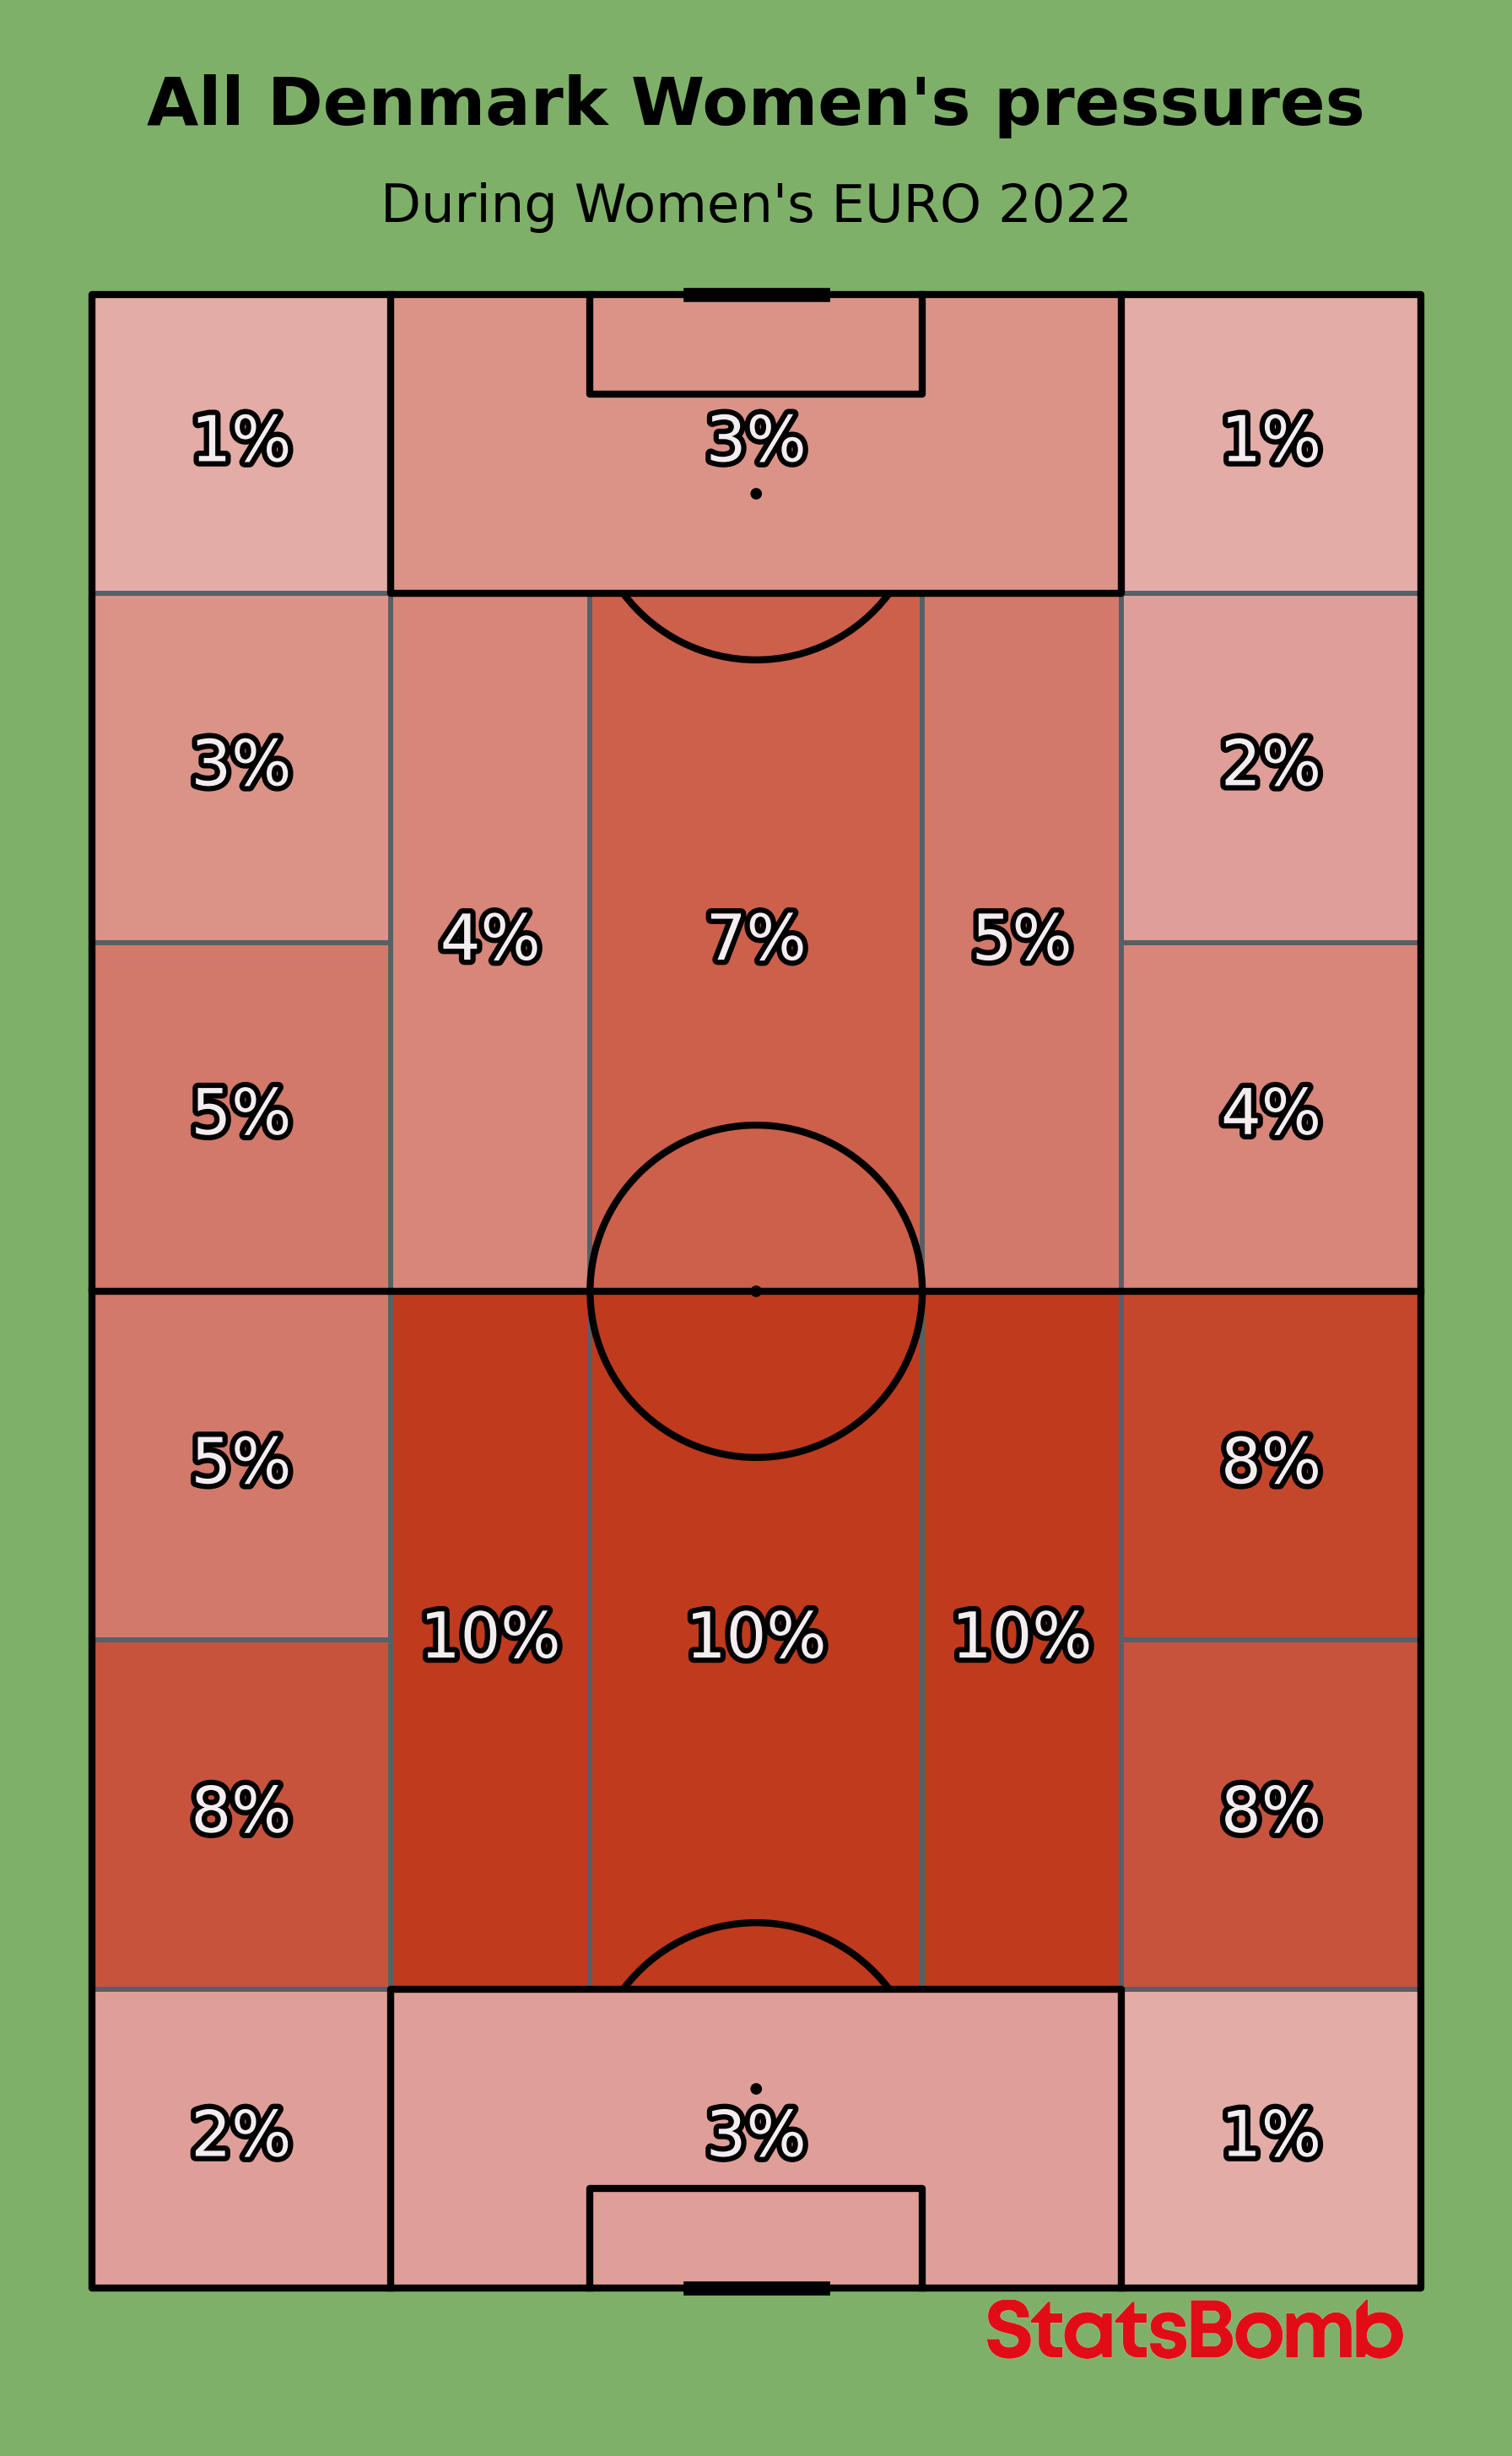 All Denmark Women's pressures
During Women's EURO 2022
1% 3% 1%
3% 2%
4% 7% 5%
5% 4%
5% 8%
10% 10% 10%
8% 8%
2% 3% 1%
StatsBomb